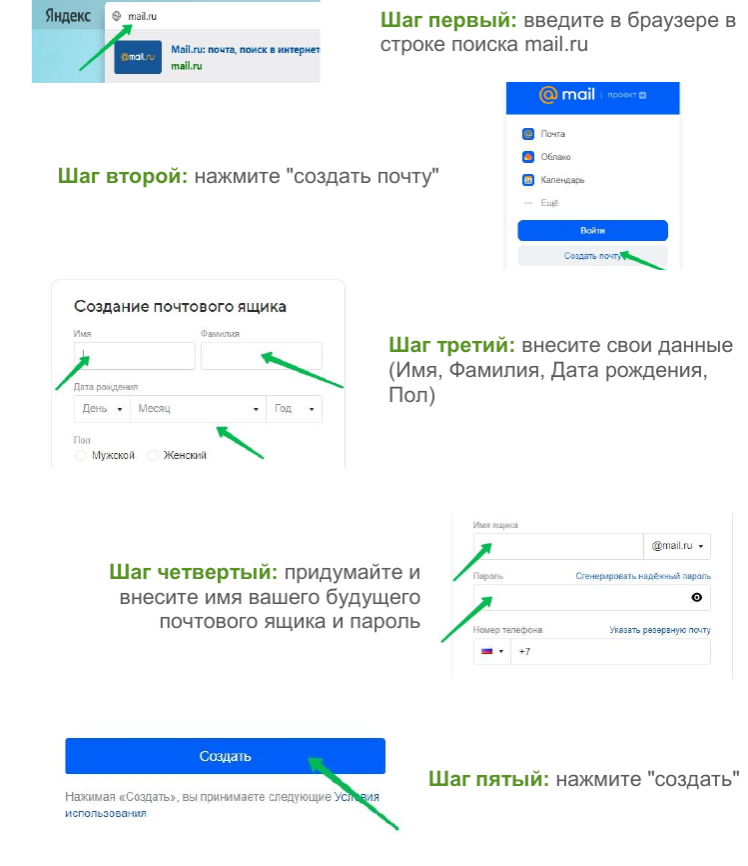 Яндекс
mail.ru
@mail.ru
Mail.ru: почта, поиск в интернет
mail.ru
Шаг первый: введите в браузере в
строке поиска mail.ru
@ mail | проект
Почта
Облако
Календарь
Ещё
Войти
Создать почту
Шаг второй: нажмите "создать почту"
Создание почтового ящика
Имя
Фамилия
Дата рождения
День
Месяц
Год
Пол
Мужской
Женский
Шаг третий: внесите свои данные
(Имя, Фамилия, Дата рождения,
Пол)
Шаг четвертый: придумайте и
внесите имя вашего будущего
почтового ящика и пароль
Имя ящика
@mail.ru
Пароль
Сгенерировать надёжный пароль
Номер телефона
Указать резервную почту
+7
Создать
Нажимая «Создать», вы принимаете следующие Условия
использования
Шаг пятый: нажмите "создать"